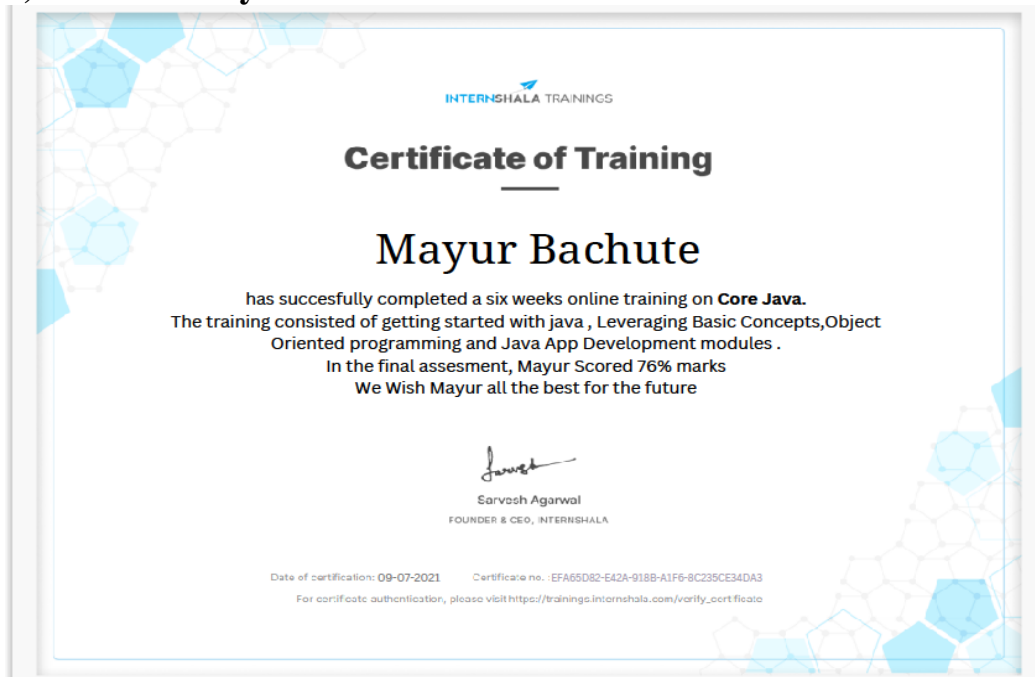 INTERNSHALA TRAININGS
Certificate of Training
Mayur Bachute
has succesfully completed a six weeks online training on Core Java.
The training consisted of getting started with java , Leveraging Basic Concepts,Object
Oriented programming and Java App Development modules .
In the final assesment, Mayur Scored 76% marks
We Wish Mayur all the best for the future
Sarvesh Agarwal
FOUNDER & CEO, INTERNSHALA
Date of certification: 09-07-2021 Certificate no. : EFA65D82-E42A-918B-A1F6-8C235CE34DA3
For certificate authentication, please visit https://trainings.internshala.com/verify_certificate